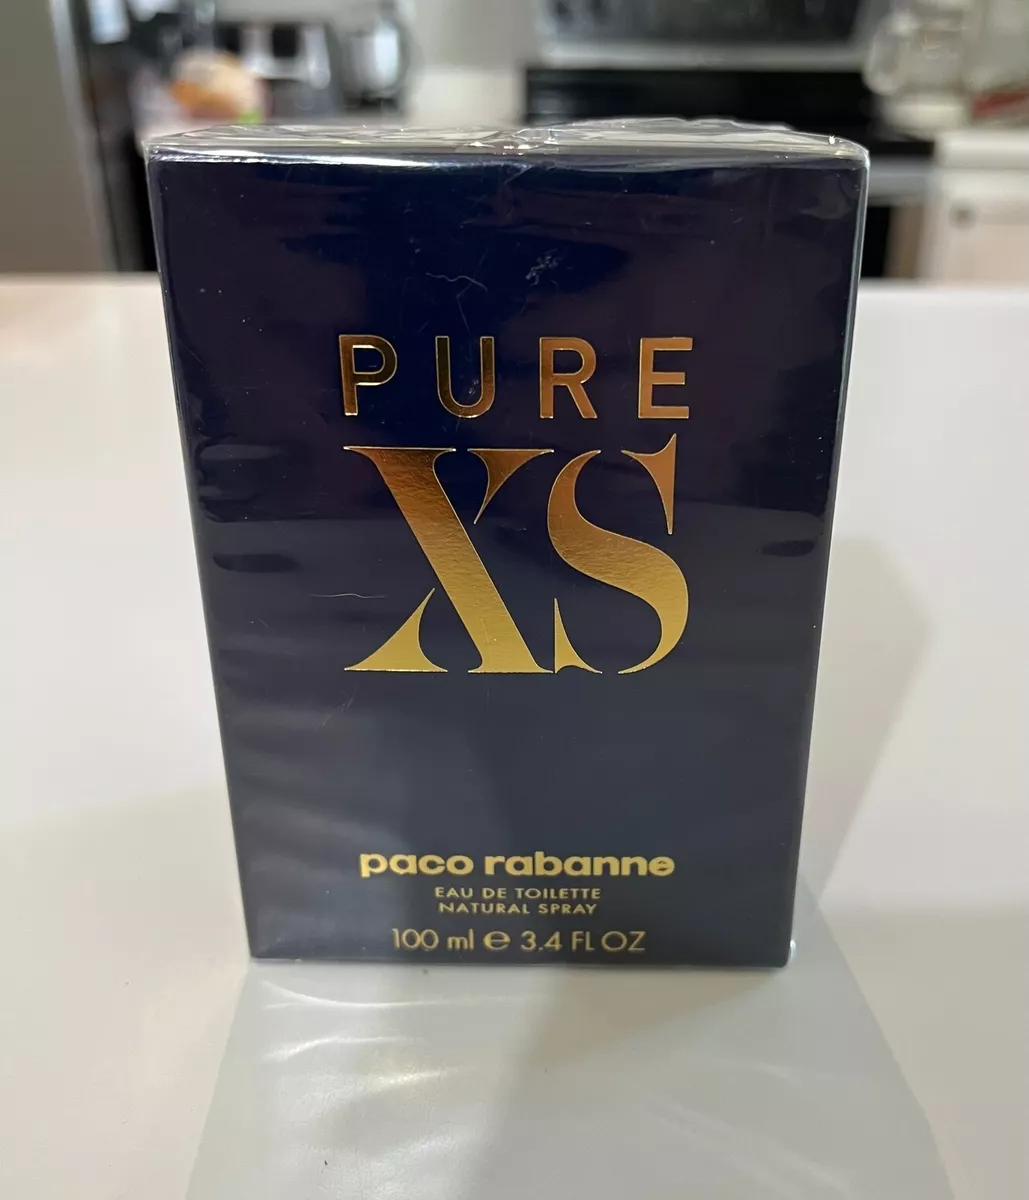 PURE
XS
paco rabanne
EAU DE TOILETTE
NATURAL SPRAY
100 ml ℮ 3.4 FL OZ